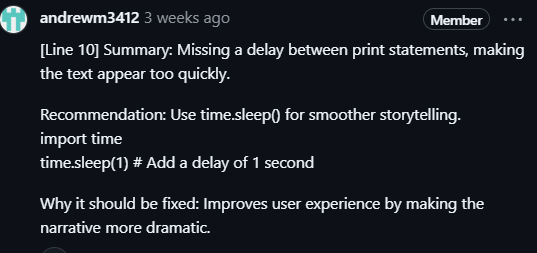 andrewm3412 3 weeks ago Member
[Line 10] Summary: Missing a delay between print statements, making
the text appear too quickly.
Recommendation: Use time.sleep() for smoother storytelling.
import time
time.sleep(1) # Add a delay of 1 second
Why it should be fixed: Improves user experience by making the
narrative more dramatic.